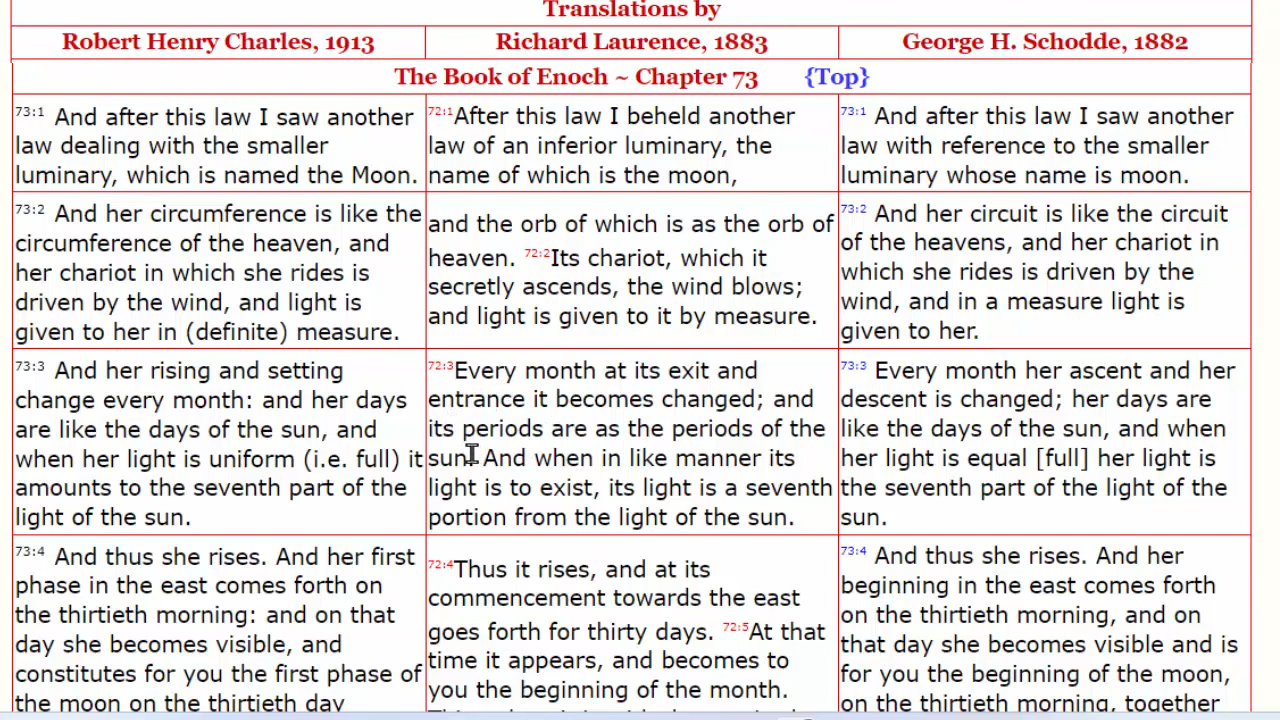 Translations by
Robert Henry Charles, 1913
Richard Laurence, 1883
George H. Schodde, 1882
The Book of Enoch ~ Chapter 73 {Top}
73:1 And after this law I saw another
law dealing with the smaller
luminary, which is named the Moon.
72:1After this law I beheld another
law of an inferior luminary, the
name of which is the moon,
73:1 And after this law I saw another
law with reference to the smaller
luminary whose name is moon.
73:2 And her circumference is like the
circumference of the heaven, and
her chariot in which she rides is
driven by the wind, and light is
given to her in (definite) measure.
and the orb of which is as the orb of
heaven. 72:2Its chariot, which it
secretly ascends, the wind blows;
and light is given to it by measure.
73:2 And her circuit is like the circuit
of the heavens, and her chariot in
which she rides is driven by the
wind, and in a measure light is
given to her.
73:3 And her rising and setting
change every month: and her days
are like the days of the sun, and
when her light is uniform (i.e. full) it
amounts to the seventh part of the
light of the sun.
72:3Every month at its exit and
entrance it becomes changed; and
its periods are as the periods of the
sun. And when in like manner its
light is to exist, its light is a seventh
portion from the light of the sun.
73:3 Every month her ascent and her
descent is changed; her days are
like the days of the sun, and when
her light is equal [full] her light is
the seventh part of the light of the
sun.
73:4 And thus she rises. And her first
phase in the east comes forth on
the thirtieth morning: and on that
day she becomes visible, and
constitutes for you the first phase of
the moon on the thirtieth day
72:4Thus it rises, and at its
commencement towards the east
goes forth for thirty days. 72:5At that
time it appears, and becomes to
you the beginning of the month.
73:4 And thus she rises. And her
beginning in the east comes forth
on the thirtieth morning, and on
that day she becomes visible and is
for you the beginning of the moon,
on the thirtieth morning, together